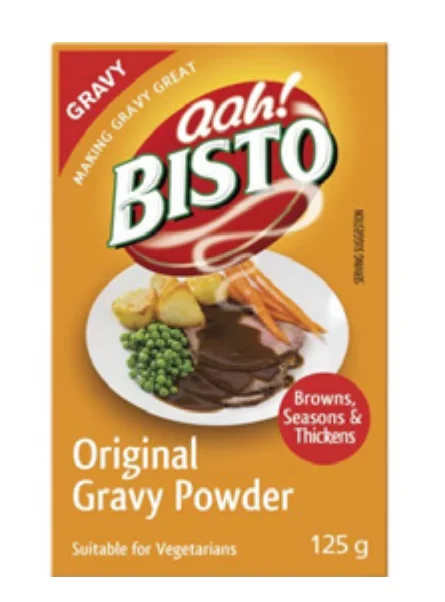 GRAVY
MAKING GRAVY GREAT
aah!
BISTO
SERVING SUGGESTION
Browns,
Seasons &
Thickens
Original
Gravy Powder
Suitable for Vegetarians
125 g